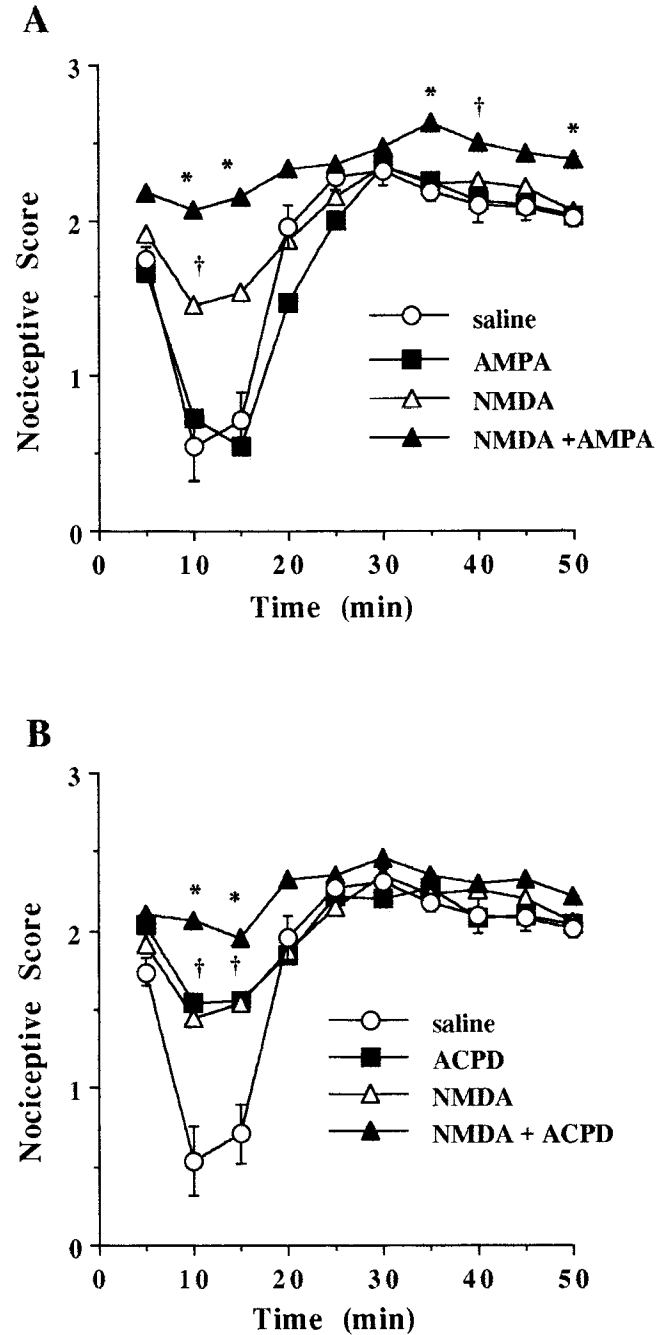 A
3
* †
* * *
2
†
1
0
Nociceptive Score
saline
AMPA
NMDA
NMDA +AMPA
0 10 20 30 40 50
Time (min)
B
3
* *
2
† †
1
0
Nociceptive Score
saline
ACPD
NMDA
NMDA + ACPD
0 10 20 30 40 50
Time (min)